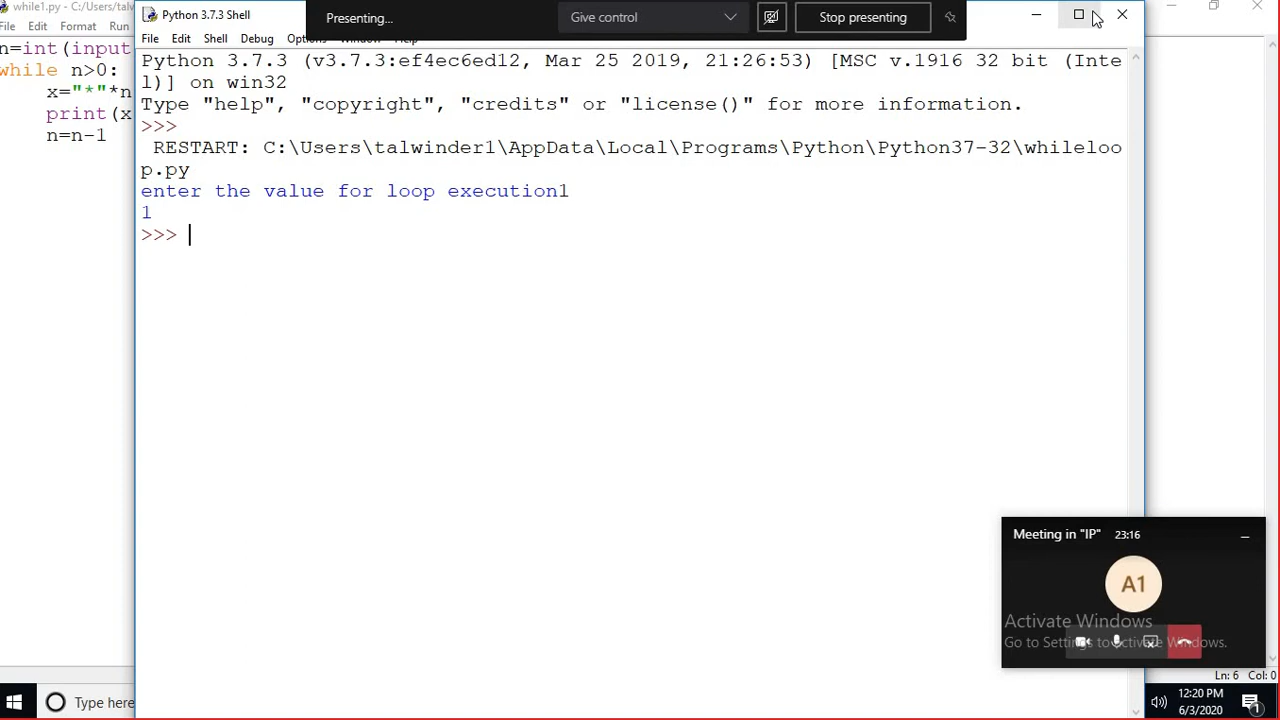 while1.py - C:/Users/talw
File Edit Format Run
n=int(input
while n>0:
x="*"*n
print(x
n=n-1
Python 3.7.3 Shell
Presenting...
Give control
Stop presenting
File Edit Shell Debug Options Window Help
Python 3.7.3 (v3.7.3:ef4ec6ed12, Mar 25 2019, 21:26:53) [MSC v.1916 32 bit (Inte
l)] on win32
Type "help", "copyright", "credits" or "license()" for more information.
>>>
RESTART: C:\Users\talwinder1\AppData\Local\Programs\Python\Python37-32\whileloo
p.py
enter the value for loop execution1
1
>>>
Meeting in "IP" 23:16
A1
Activate Windows
Go to Settings to activate Windows.
Ln: 6 Col: 0
Type here
12:20 PM
6/3/2020
1